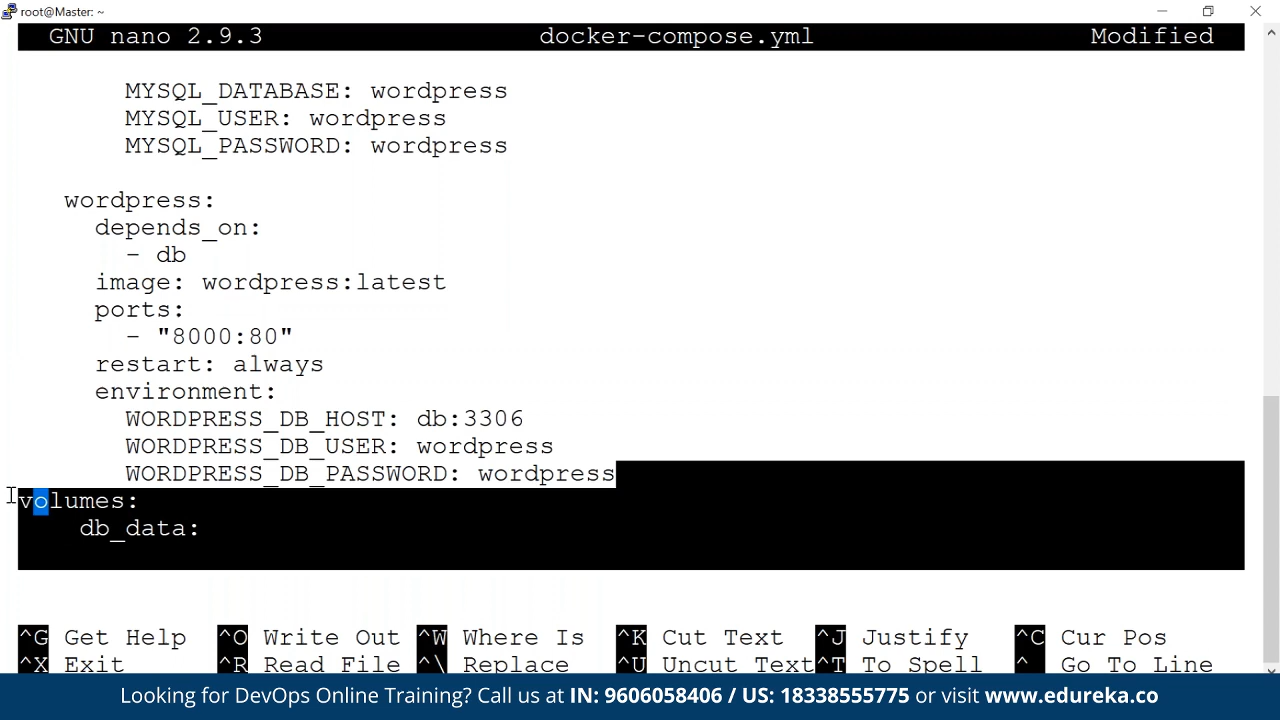 root@Master: ~
GNU nano 2.9.3 docker-compose.yml Modified
MYSQL_DATABASE: wordpress
MYSQL_USER: wordpress
MYSQL_PASSWORD: wordpress
wordpress:
depends_on:
- db
image: wordpress:latest
ports:
- "8000:80"
restart: always
environment:
WORDPRESS_DB_HOST: db:3306
WORDPRESS_DB_USER: wordpress
WORDPRESS_DB_PASSWORD: wordpress
volumes:
db_data:
^G Get Help ^O Write Out ^W Where Is ^K Cut Text ^J Justify ^C Cur Pos
^X Exit ^R Read File ^\ Replace ^U Uncut Text ^T To Spell ^_ Go To Line
Looking for DevOps Online Training? Call us at IN: 9606058406 / US: 18338555775 or visit www.edureka.co